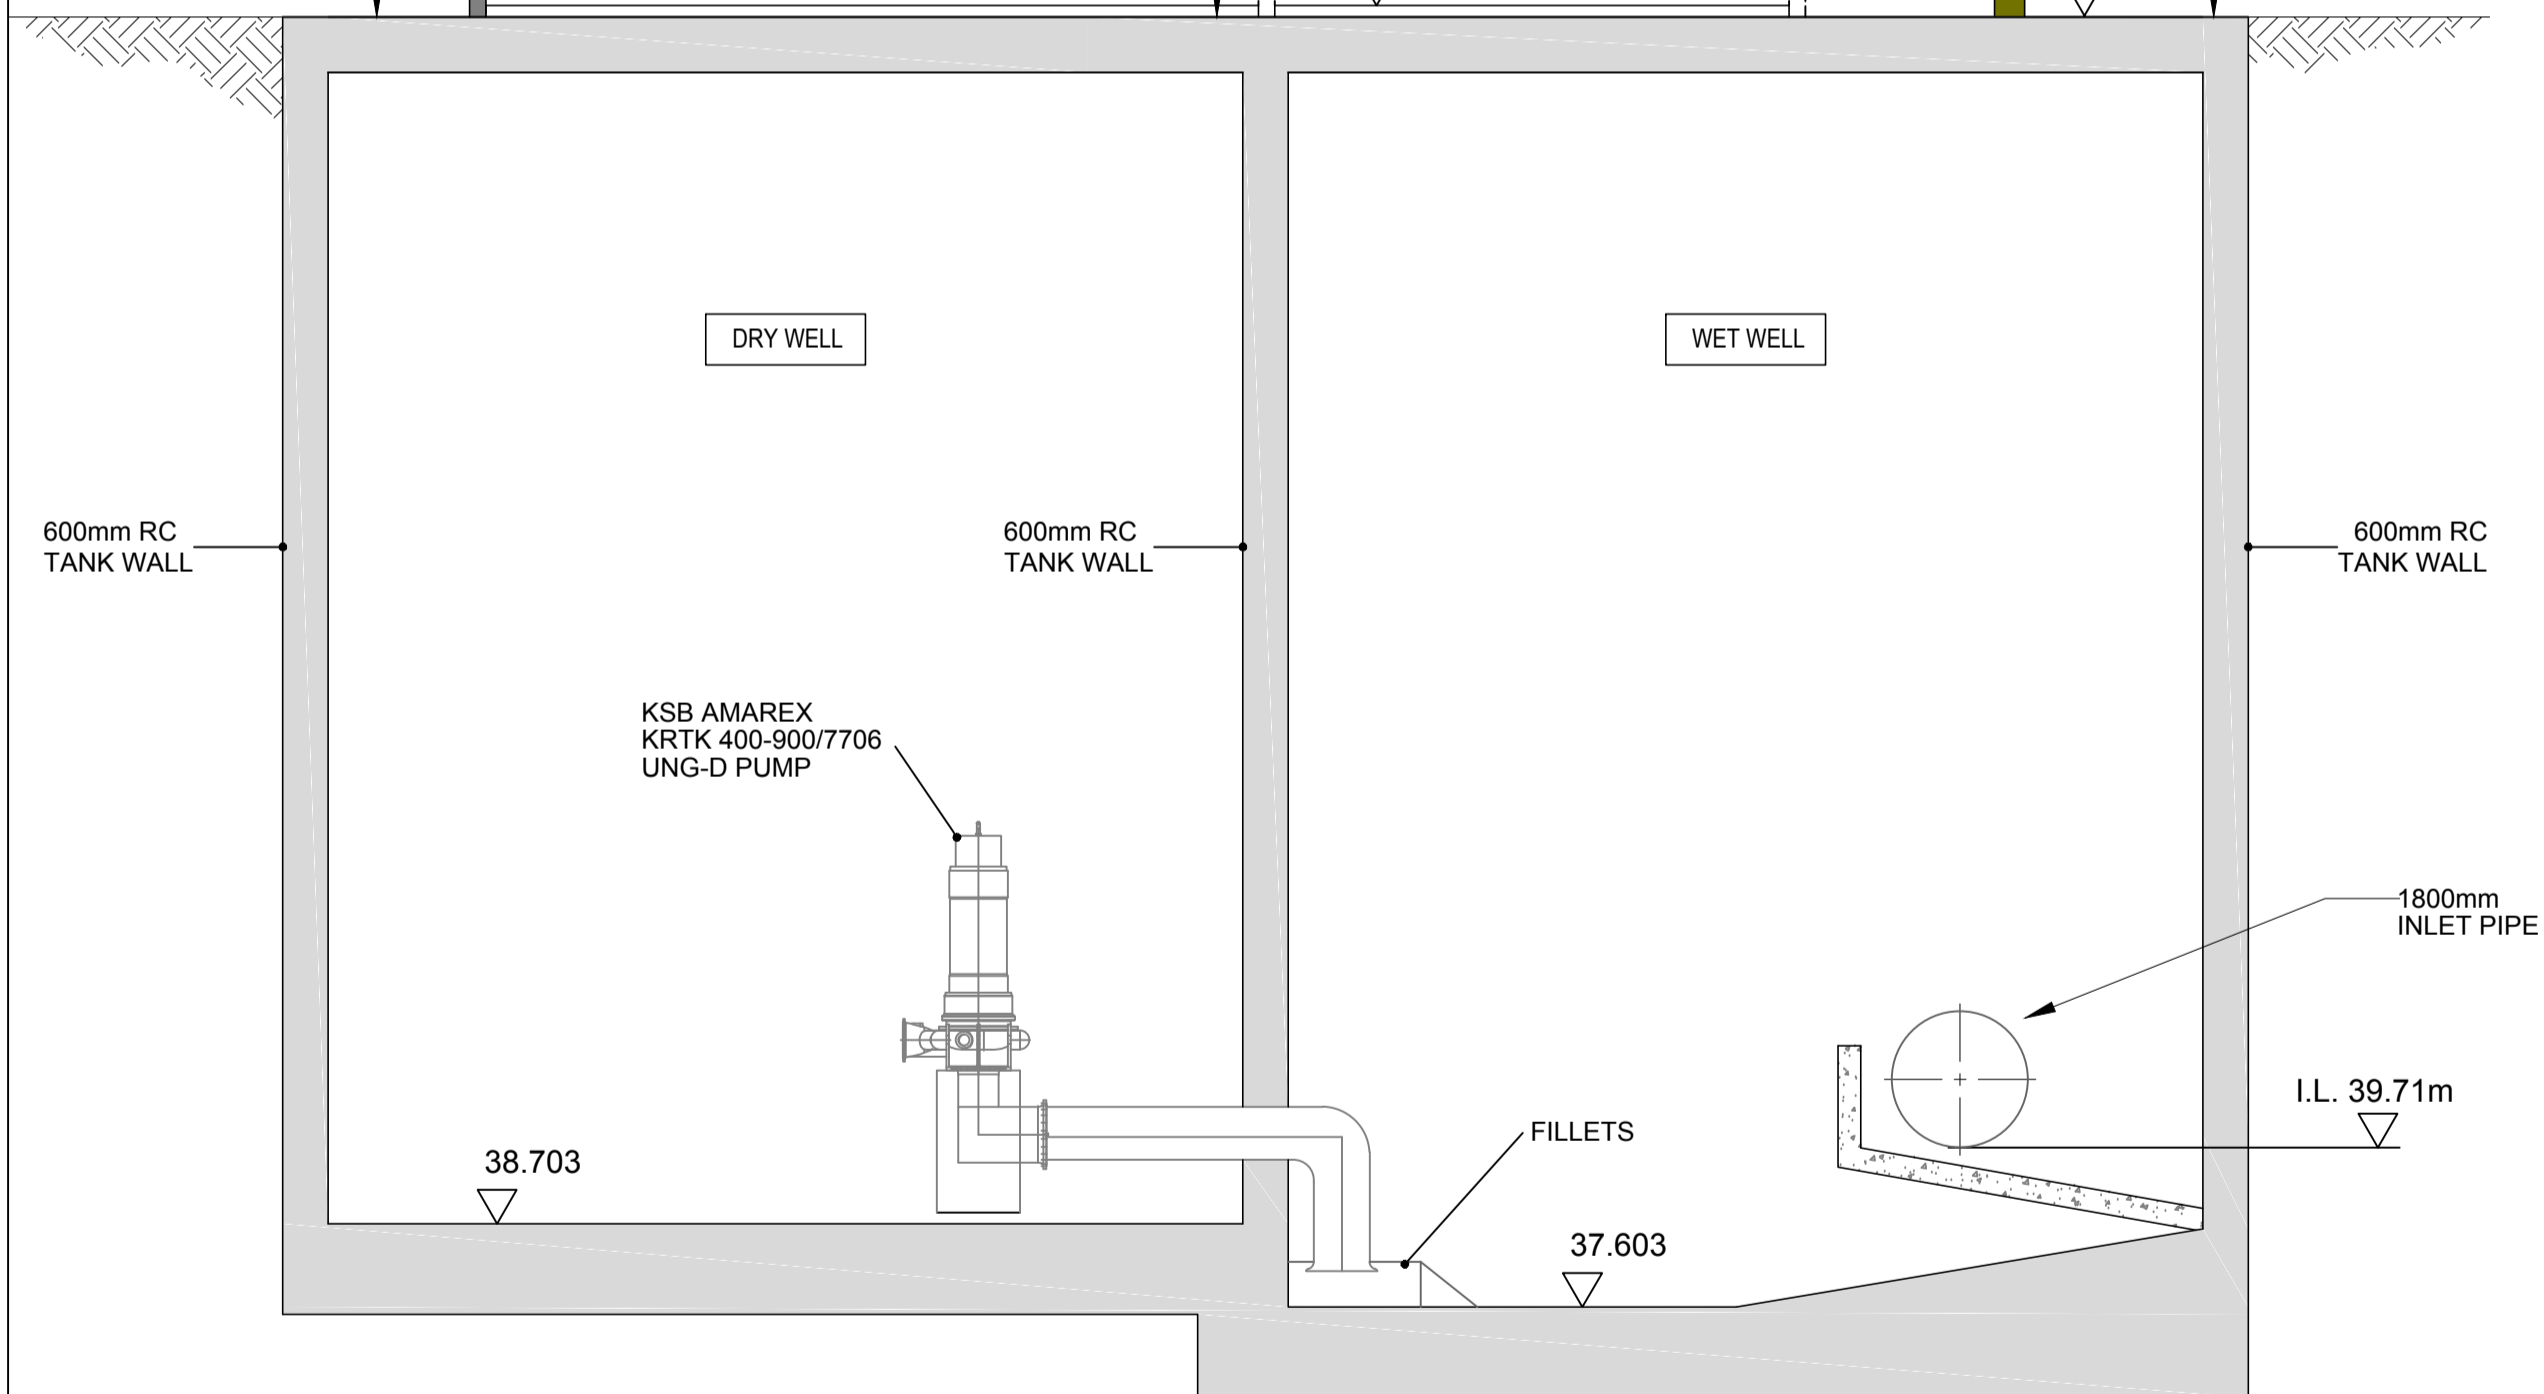 DRY WELL
WET WELL
600mm RC
TANK WALL
600mm RC
TANK WALL
600mm RC
TANK WALL
KSB AMAREX
KRTK 400-900/7706
UNG-D PUMP
1800mm
INLET PIPE
I.L. 39.71m
FILLETS
38.703
37.603